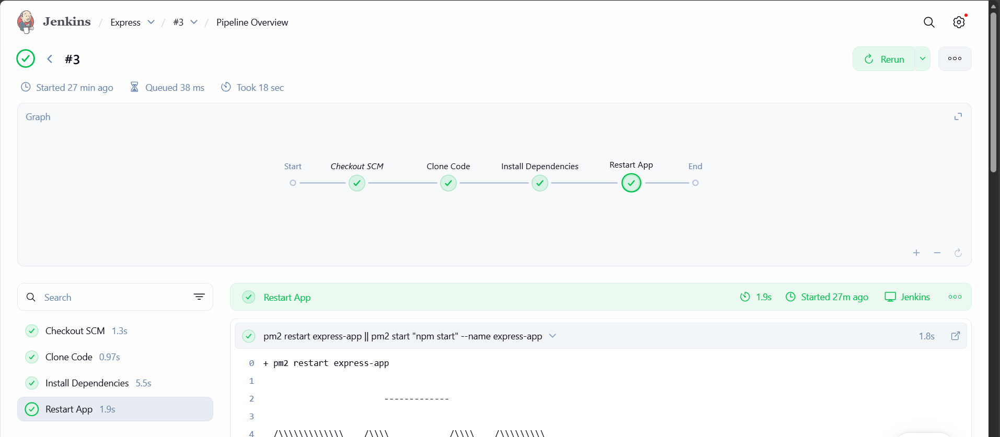 Jenkins / Express / #3 / Pipeline Overview
#3
Rerun
Started 27 min ago Queued 38 ms Took 18 sec
Graph
Start Checkout SCM Clone Code Install Dependencies Restart App End
Search
Checkout SCM 1.3s
Clone Code 0.97s
Install Dependencies 5.5s
Restart App 1.9s
Restart App 1.9s Started 27m ago Jenkins
pm2 restart express-app || pm2 start "npm start" --name express-app 1.8s
0 + pm2 restart express-app
1
2 -------------
3
4 /\\\\\\\\\\\\\ /\\\\ /\\\\ /\\\\\\\\\